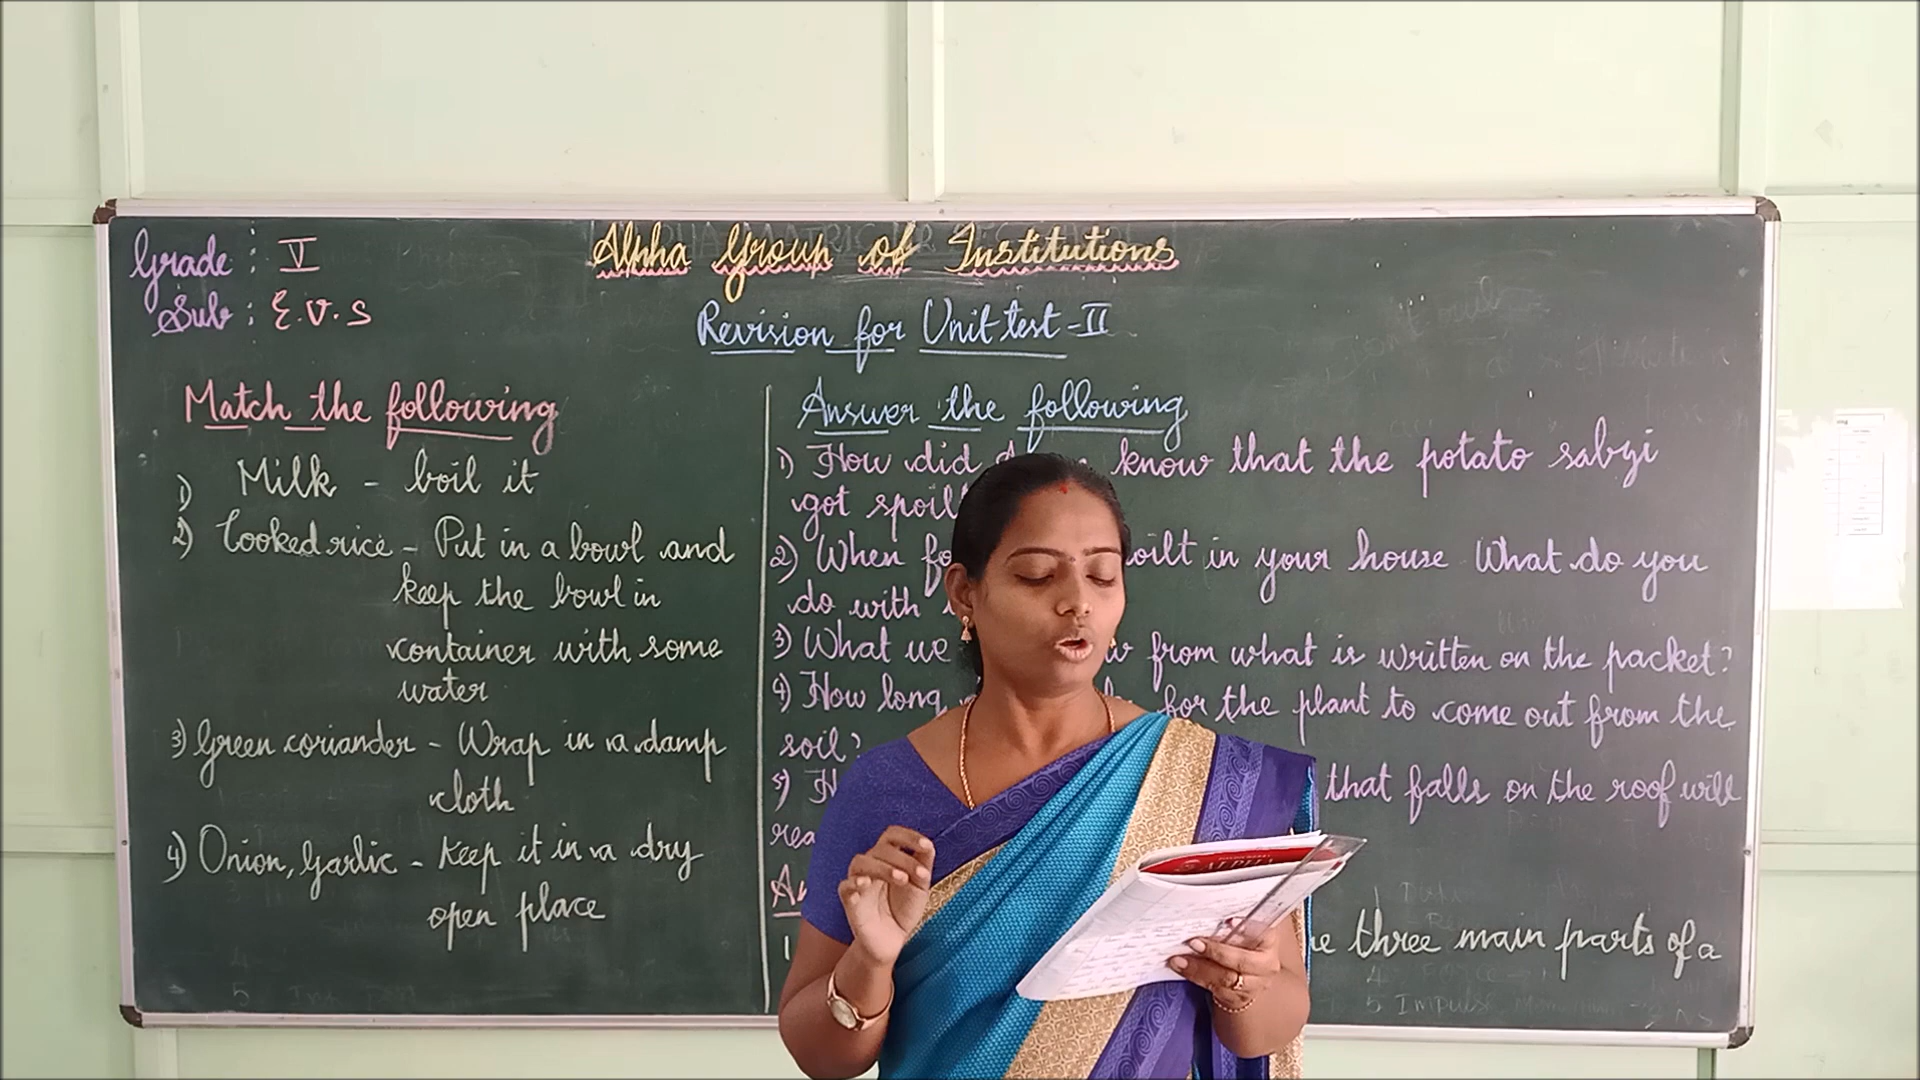 Grade : V
Sub : E.V.S
Alpha Group of Institutions
Revision for Unit test - II
Match the following
1) Milk - boil it
2) Cooked rice - Put in a bowl and
keep the bowl in
container with some
water
3) Green coriander - Wrap in a damp
cloth
4) Onion, Garlic - Keep it in a dry
open place
Answer the following
1) How did know that the potato sabzi
got
2) When in your house What do you
do with
3) What we from what is written on the packet?
4) How long for the plant to come out from the
soil?
5) that falls on the roof will
three main parts of a
ALPHA
5 Impulse